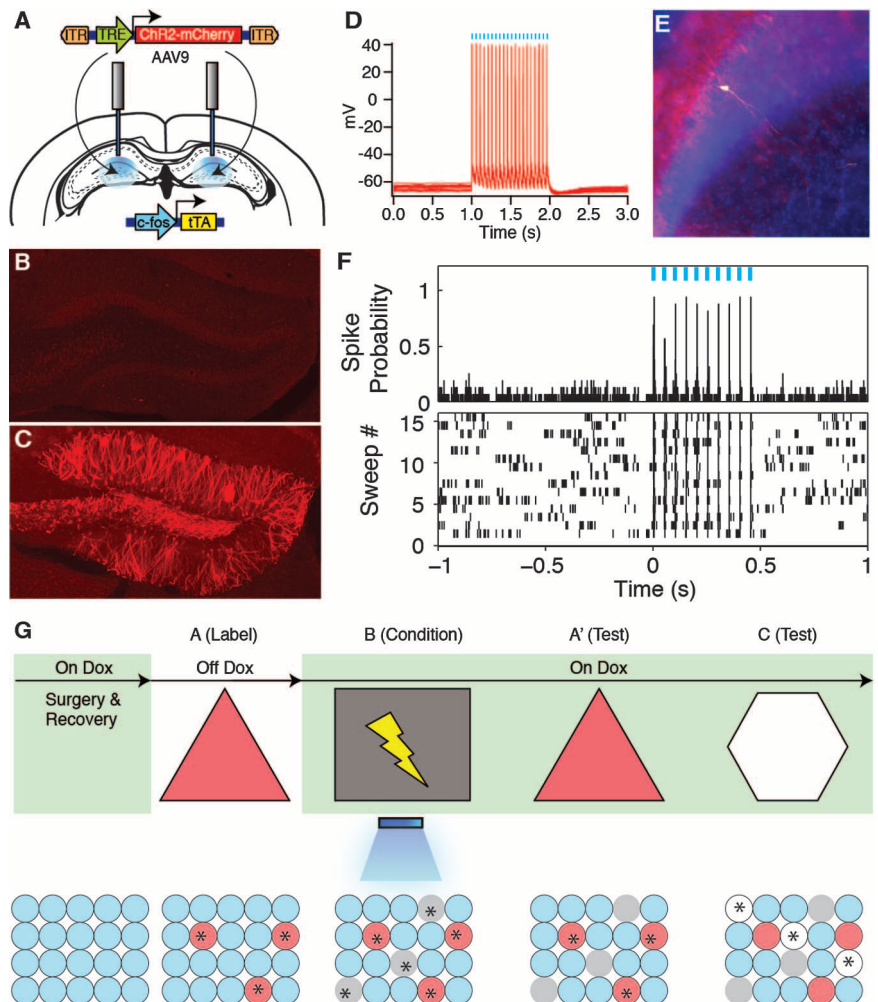 A
ITR TRE ChR2-mCherry ITR
AAV9
c-fos tTA
B
C
D
mV
40
20
0
-20
-40
-60
0.0 0.5 1.0 1.5 2.0 2.5 3.0
Time (s)
E
F
Spike
Probability
1
0.5
0
Sweep #
15
10
5
0
−1 −0.5 0 0.5 1
Time (s)
G
A (Label) B (Condition) A' (Test) C (Test)
On Dox Off Dox On Dox
Surgery &
Recovery
* *
*
*
* *
*
* *
* *
*
*
*
*